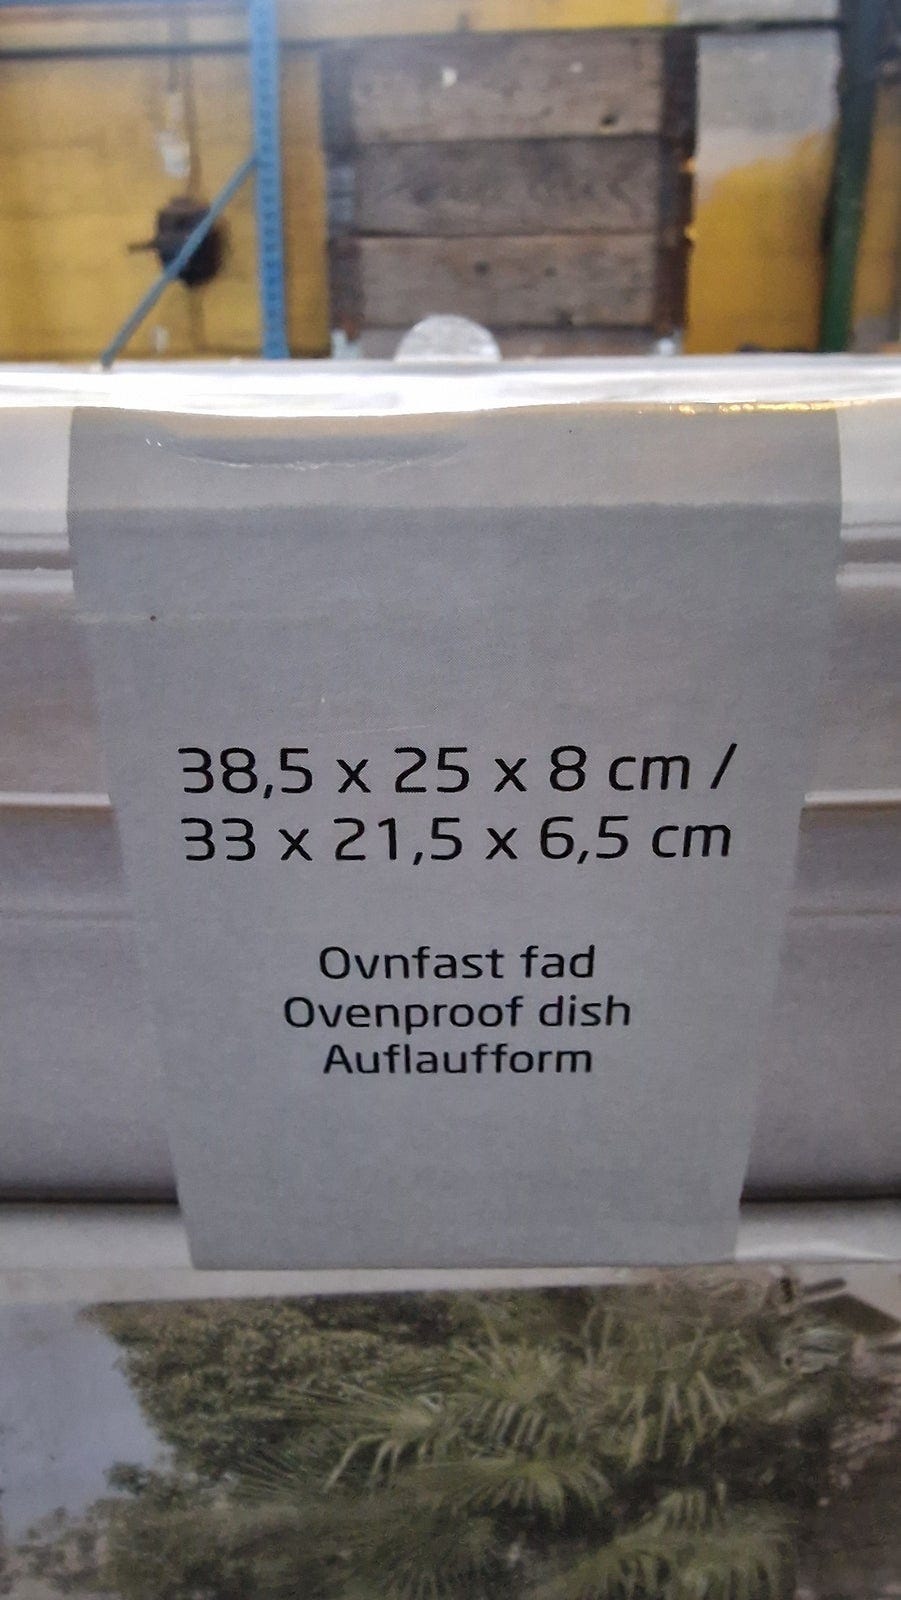 38,5 x 25 x 8 cm /
33 x 21,5 x 6,5 cm
Ovnfast fad
Ovenproof dish
Auflaufform